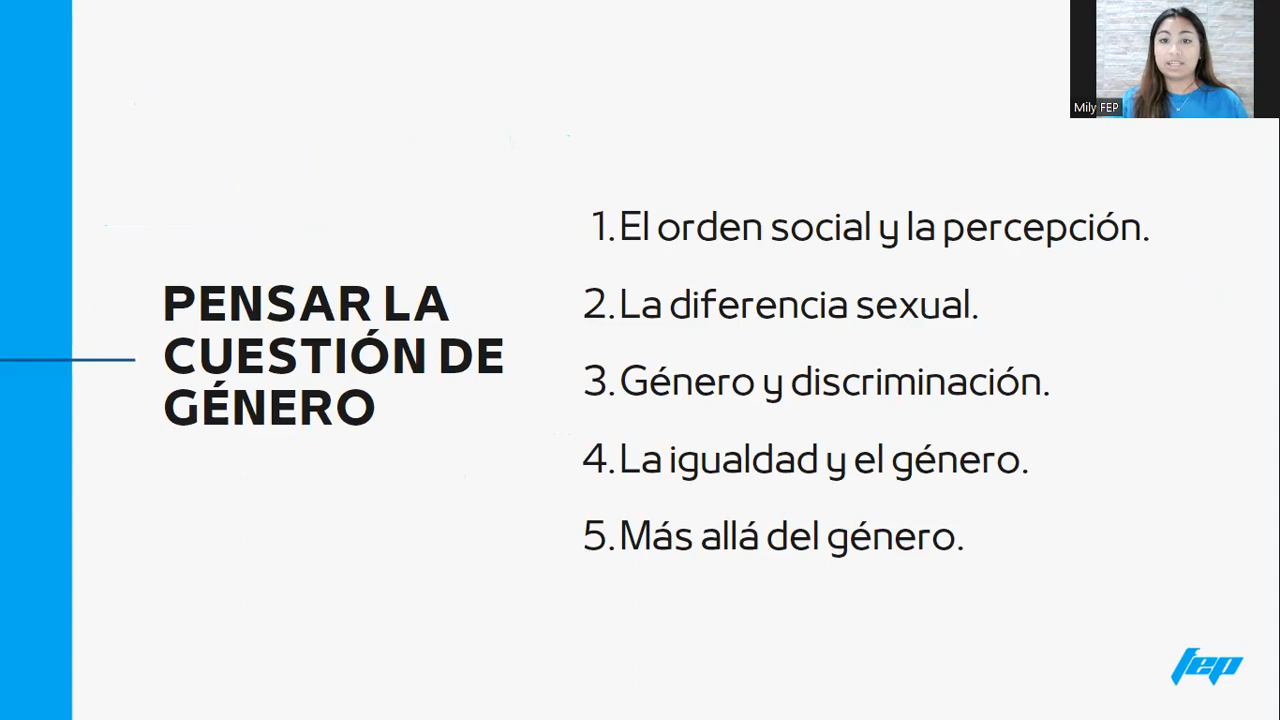 Mily FEP
PENSAR LA
CUESTIÓN DE
GÉNERO
1. El orden social y la percepción.
2. La diferencia sexual.
3. Género y discriminación.
4. La igualdad y el género.
5. Más allá del género.
fep